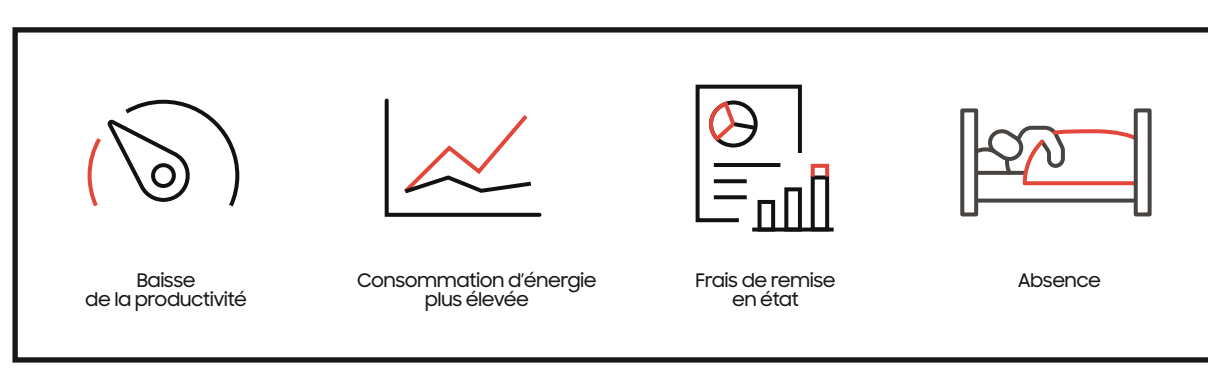 Baisse
de la productivité
Consommation d'énergie
plus élevée
Frais de remise
en état
Absence